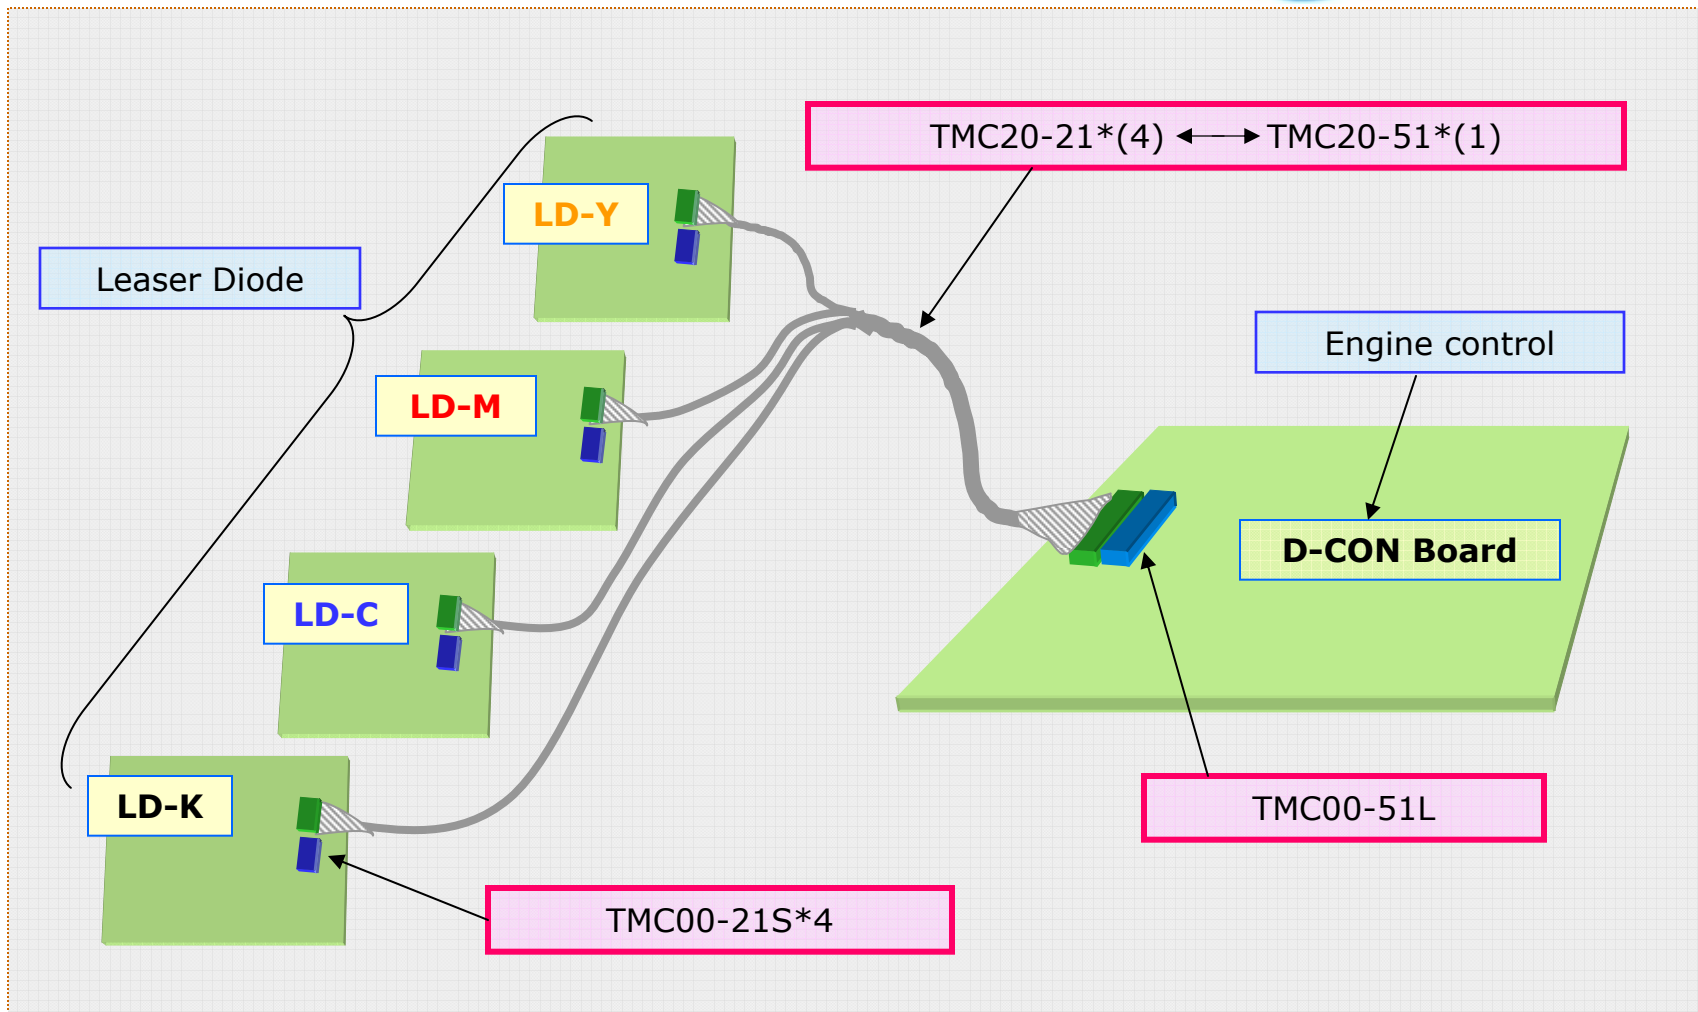 TMC20-21*(4) ↔ TMC20-51*(1)
LD-Y
Leaser Diode
Engine control
LD-M
D-CON Board
LD-C
LD-K
TMC00-51L
TMC00-21S*4